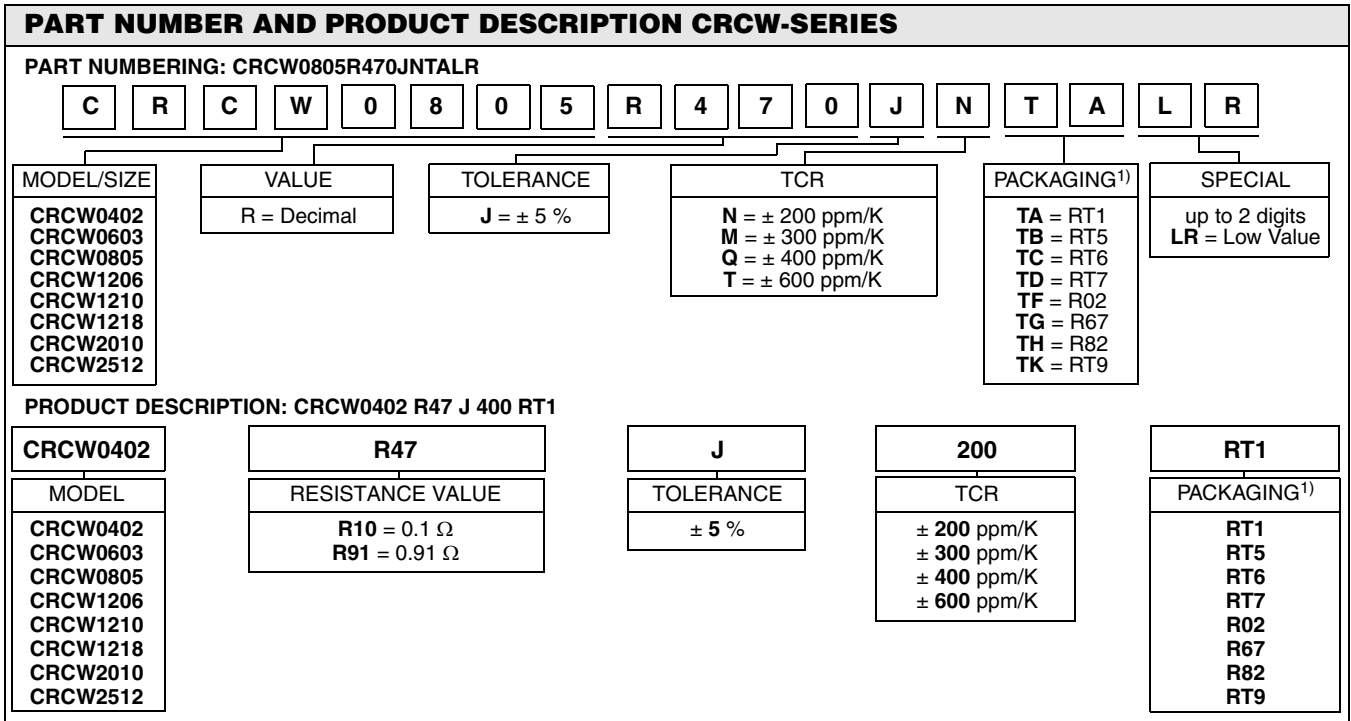 PART NUMBER AND PRODUCT DESCRIPTION CRCW-SERIES
PART NUMBERING: CRCW0805R470JNTALR
C R C W 0 8 0 5 R 4 7 0 J N T A L R
MODEL/SIZE
CRCW0402
CRCW0603
CRCW0805
CRCW1206
CRCW1210
CRCW1218
CRCW2010
CRCW2512
VALUE
R = Decimal
TOLERANCE
J = ± 5 %
TCR
N = ± 200 ppm/K
M = ± 300 ppm/K
Q = ± 400 ppm/K
T = ± 600 ppm/K
PACKAGING1)
TA = RT1
TB = RT5
TC = RT6
TD = RT7
TF = R02
TG = R67
TH = R82
TK = RT9
SPECIAL
up to 2 digits
LR = Low Value
PRODUCT DESCRIPTION: CRCW0402 R47 J 400 RT1
CRCW0402
MODEL
CRCW0402
CRCW0603
CRCW0805
CRCW1206
CRCW1210
CRCW1218
CRCW2010
CRCW2512
R47
RESISTANCE VALUE
R10 = 0.1 Ω
R91 = 0.91 Ω
J
TOLERANCE
± 5 %
200
TCR
± 200 ppm/K
± 300 ppm/K
± 400 ppm/K
± 600 ppm/K
RT1
PACKAGING1)
RT1
RT5
RT6
RT7
R02
R67
R82
RT9